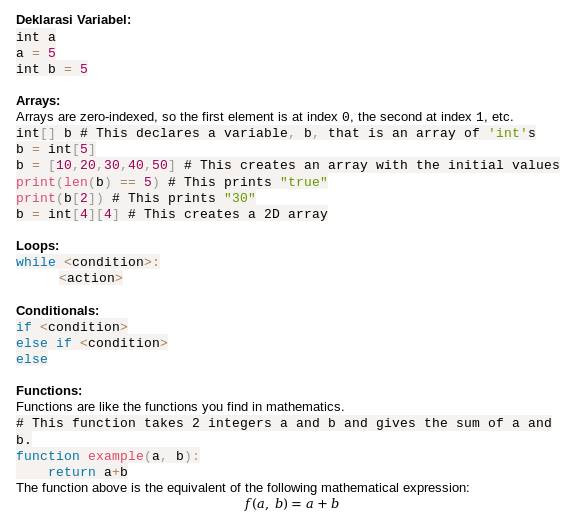 Deklarasi Variabel:
int a
a = 5
int b = 5
Arrays:
Arrays are zero-indexed, so the first element is at index 0, the second at index 1, etc.
int[] b # This declares a variable, b, that is an array of 'int's
b = int[5]
b = [10,20,30,40,50] # This creates an array with the initial values
print(len(b) == 5) # This prints "true"
print(b[2]) # This prints "30"
b = int[4][4] # This creates a 2D array
Loops:
while <condition>:
<action>
Conditionals:
if <condition>
else if <condition>
else
Functions:
Functions are like the functions you find in mathematics.
# This function takes 2 integers a and b and gives the sum of a and
b.
function example(a, b):
return a+b
The function above is the equivalent of the following mathematical expression:
f(a, b) = a + b